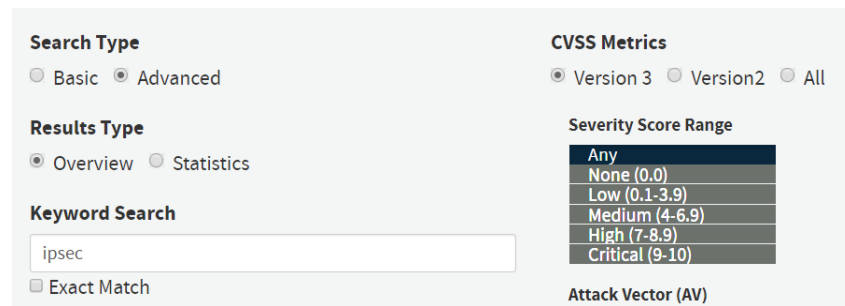 Search Type
Basic Advanced
Results Type
Overview Statistics
Keyword Search
ipsec
Exact Match
CVSS Metrics
Version 3 Version2 All
Severity Score Range
Any
None (0.0)
Low (0.1-3.9)
Medium (4-6.9)
High (7-8.9)
Critical (9-10)
Attack Vector (AV)